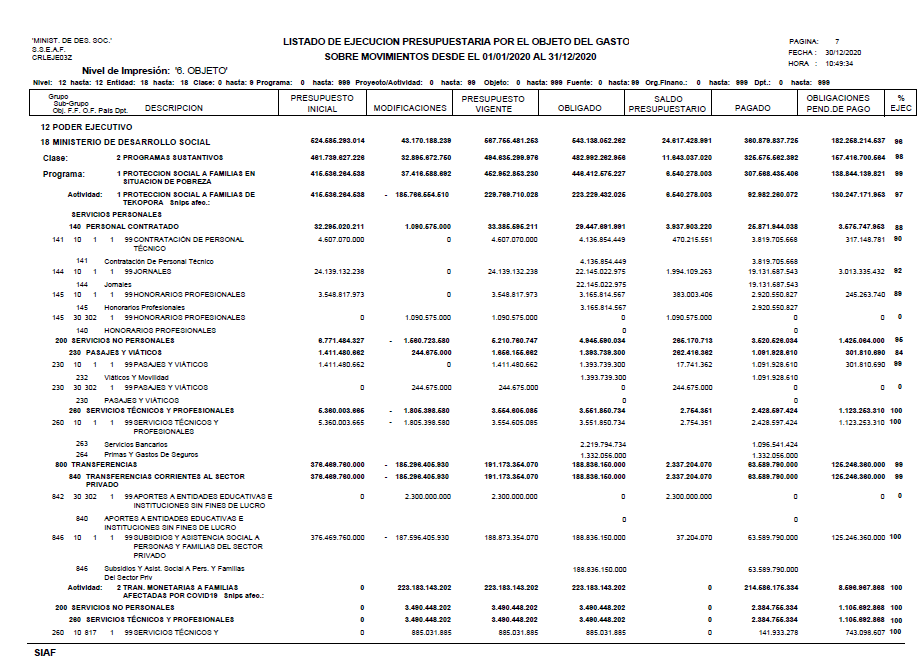 'MINIST. DE DES. SOC.' LISTADO DE EJECUCION PRESUPUESTARIA POR EL OBJETO DEL GASTO PAGINA: 7
S.S.E.A.F. SOBRE MOVIMIENTOS DESDE EL 01/01/2020 AL 31/12/2020 FECHA : 30/12/2020
CRLEJE03Z HORA : 10:49:34
Nivel de Impresión: '6. OBJETO'
Nivel: 12 hasta: 12 Entidad: 18 hasta: 18 Clase: 0 hasta: 9 Programa: 0 hasta: 999 Proyecto/Actividad: 0 hasta: 99 Objeto: 0 hasta: 999 Fuente: 0 hasta: 99 Org.Finano.: 0 hasta: 999 Dpt.: 0 hasta: 999
Grupo
Sub-Grupo
Obj. F.F. O.F. País Dpt. DESCRIPCION PRESUPUESTO INICIAL MODIFICACIONES PRESUPUESTO VIGENTE OBLIGADO SALDO PRESUPUESTARIO PAGADO OBLIGACIONES PEND.DE PAGO % EJEC
12 PODER EJECUTIVO
18 MINISTERIO DE DESARROLLO SOCIAL 524.585.293.014 43.170.188.239 567.755.481.253 543.138.052.262 24.617.428.991 360.879.837.725 182.258.214.537 96
Clase: 2 PROGRAMAS SUSTANTIVOS 461.739.627.226 32.895.672.750 494.635.299.976 482.992.262.956 11.643.037.020 325.575.562.392 157.416.700.564 98
Programa: 1 PROTECCION SOCIAL A FAMILIAS EN SITUACION DE POBREZA 415.536.264.538 37.416.588.692 452.952.853.230 446.412.575.227 6.540.278.003 307.568.435.406 138.844.139.821 99
Actividad: 1 PROTECCION SOCIAL A FAMILIAS DE TEKOPORA Snips afeo.: 415.536.264.538 - 185.766.554.510 229.769.710.028 223.229.432.025 6.540.278.003 92.982.260.072 130.247.171.953 97
SERVICIOS PERSONALES
140 PERSONAL CONTRATADO 32.295.020.211 1.090.575.000 33.385.595.211 29.447.691.991 3.937.903.220 25.871.944.038 3.575.747.953 88
141 10 1 1 99 CONTRATACIÓN DE PERSONAL TÉCNICO 4.607.070.000 0 4.607.070.000 4.136.854.449 470.215.551 3.819.705.668 317.148.781 90
141 Contratación De Personal Técnico 4.136.854.449 3.819.705.668
144 10 1 1 99 JORNALES 24.139.132.238 0 24.139.132.238 22.145.022.975 1.994.109.263 19.131.687.543 3.013.335.432 92
144 Jornales 22.145.022.975 19.131.687.543
145 10 1 1 99 HONORARIOS PROFESIONALES 3.548.817.973 0 3.548.817.973 3.165.814.567 383.003.406 2.920.550.827 245.263.740 89
145 Honorarios Profesionales 3.165.814.567 2.920.550.827
145 30 302 1 99 HONORARIOS PROFESIONALES 0 1.090.575.000 1.090.575.000 0 1.090.575.000 0 0 0
140 HONORARIOS PROFESIONALES 0 0
200 SERVICIOS NO PERSONALES 6.771.484.327 - 1.560.723.580 5.210.760.747 4.945.590.034 265.170.713 3.520.526.034 1.425.064.000 95
230 PASAJES Y VIÁTICOS 1.411.480.662 244.675.000 1.656.155.662 1.393.739.300 262.416.362 1.091.928.610 301.810.690 84
230 10 1 1 99 PASAJES Y VIÁTICOS 1.411.480.662 0 1.411.480.662 1.393.739.300 17.741.362 1.091.928.610 301.810.690 99
232 Viáticos Y Movilidad 1.393.739.300 1.091.928.610
230 30 302 1 99 PASAJES Y VIÁTICOS 0 244.675.000 244.675.000 0 244.675.000 0 0 0
230 PASAJES Y VIÁTICOS 0 0
260 SERVICIOS TÉCNICOS Y PROFESIONALES 5.360.003.665 - 1.805.398.580 3.554.605.085 3.551.850.734 2.754.351 2.428.597.424 1.123.253.310 100
260 10 1 1 99 SERVICIOS TÉCNICOS Y PROFESIONALES 5.360.003.665 - 1.805.398.580 3.554.605.085 3.551.850.734 2.754.351 2.428.597.424 1.123.253.310 100
263 Servicios Bancarios 2.219.794.734 1.096.541.424
264 Primas Y Gastos De Seguros 1.332.056.000 1.332.056.000
800 TRANSFERENCIAS 376.469.760.000 - 185.296.405.930 191.173.354.070 188.836.150.000 2.337.204.070 63.589.790.000 125.246.360.000 99
840 TRANSFERENCIAS CORRIENTES AL SECTOR PRIVADO 376.469.760.000 - 185.296.405.930 191.173.354.070 188.836.150.000 2.337.204.070 63.589.790.000 125.246.360.000 99
842 30 302 1 99 APORTES A ENTIDADES EDUCATIVAS E INSTITUCIONES SIN FINES DE LUCRO 0 2.300.000.000 2.300.000.000 0 2.300.000.000 0 0 0
840 APORTES A ENTIDADES EDUCATIVAS E INSTITUCIONES SIN FINES DE LUCRO 0 0
846 10 1 1 99 SUBSIDIOS Y ASISTENCIA SOCIAL A PERSONAS Y FAMILIAS DEL SECTOR PRIVADO 376.469.760.000 - 187.596.405.930 188.873.354.070 188.836.150.000 37.204.070 63.589.790.000 125.246.360.000 100
846 Subsidios Y Asist. Social A Pers. Y Familias Del Sector Priv 188.836.150.000 63.589.790.000
Actividad: 2 TRAN. MONETARIAS A FAMILIAS AFECTADAS POR COVID19 Snips afeo.: 0 223.183.143.202 223.183.143.202 223.183.143.202 0 214.586.175.334 8.596.967.868 100
200 SERVICIOS NO PERSONALES 0 3.490.448.202 3.490.448.202 3.490.448.202 0 2.384.755.334 1.105.692.868 100
260 SERVICIOS TÉCNICOS Y PROFESIONALES 0 3.490.448.202 3.490.448.202 3.490.448.202 0 2.384.755.334 1.105.692.868 100
260 10 817 1 99 SERVICIOS TÉCNICOS Y 0 885.031.885 885.031.885 885.031.885 0 141.933.278 743.098.607 100
SIAF